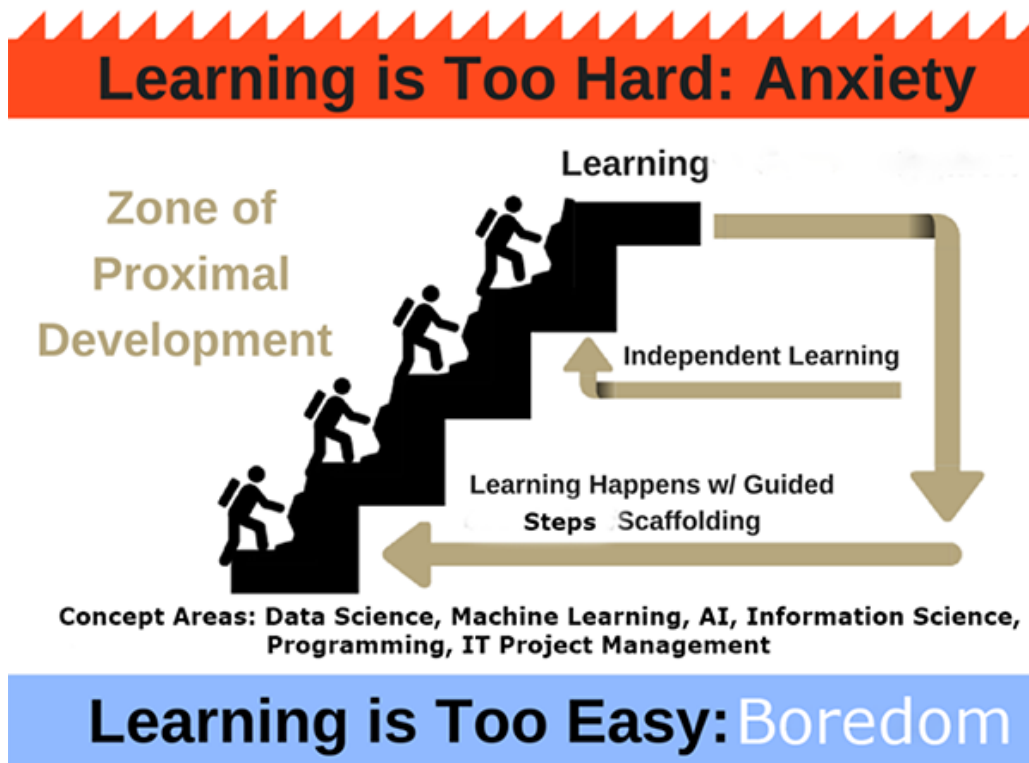 Learning is Too Hard: Anxiety
Learning
Zone of
Proximal
Development
Independent Learning
Learning Happens w/ Guided
Steps Scaffolding
Concept Areas: Data Science, Machine Learning, AI, Information Science,
Programming, IT Project Management
Learning is Too Easy: Boredom